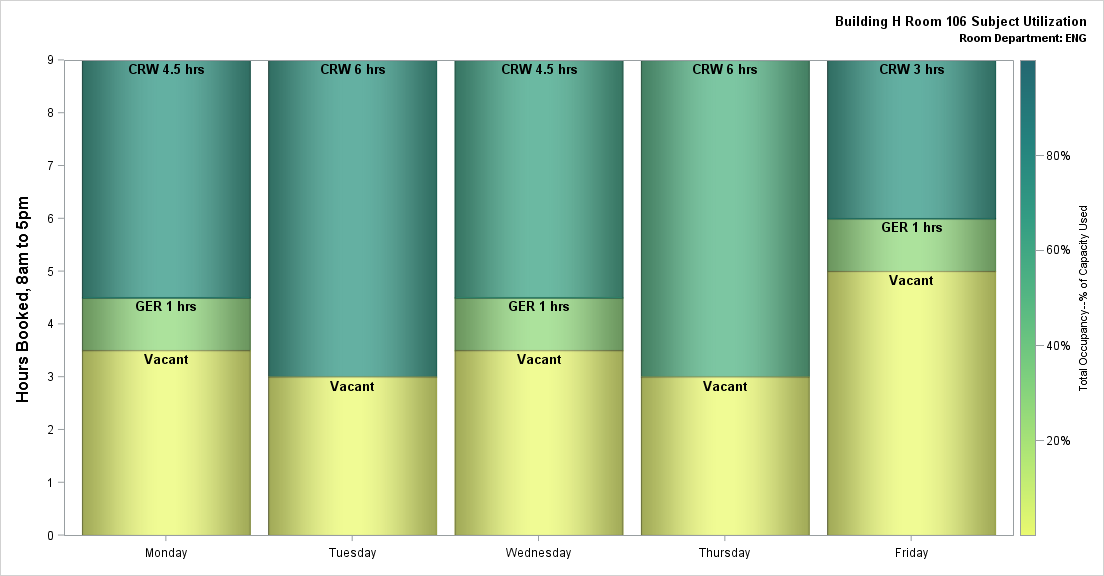 Building H Room 106 Subject Utilization
Room Department: ENG
Hours Booked, 8am to 5pm
9
8
7
6
5
4
3
2
1
0
CRW 4.5 hrs
GER 1 hrs
Vacant
CRW 6 hrs
Vacant
CRW 4.5 hrs
GER 1 hrs
Vacant
CRW 6 hrs
Vacant
CRW 3 hrs
GER 1 hrs
Vacant
Monday
Tuesday
Wednesday
Thursday
Friday
80%
60%
40%
20%
Total Occupancy--% of Capacity Used